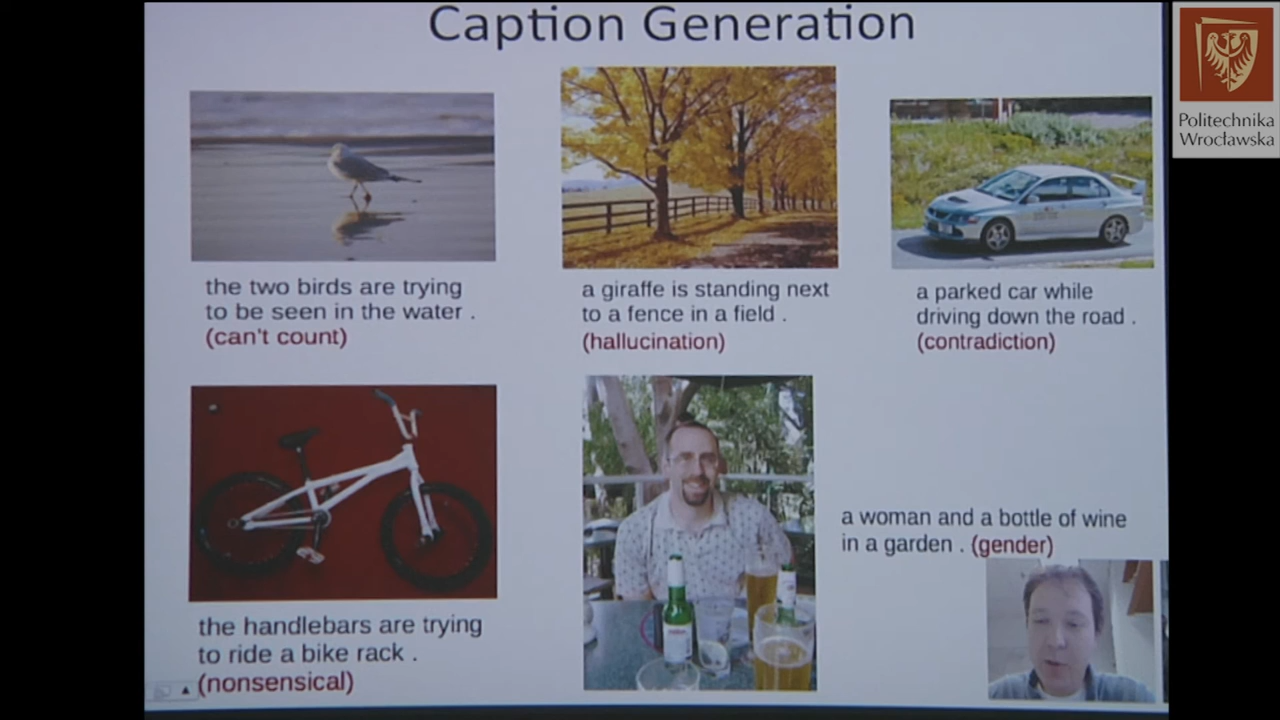 Caption Generation
Politechnika
Wrocławska
the two birds are trying
to be seen in the water .
(can't count)
a giraffe is standing next
to a fence in a field .
(hallucination)
a parked car while
driving down the road .
(contradiction)
a woman and a bottle of wine
in a garden . (gender)
the handlebars are trying
to ride a bike rack .
(nonsensical)